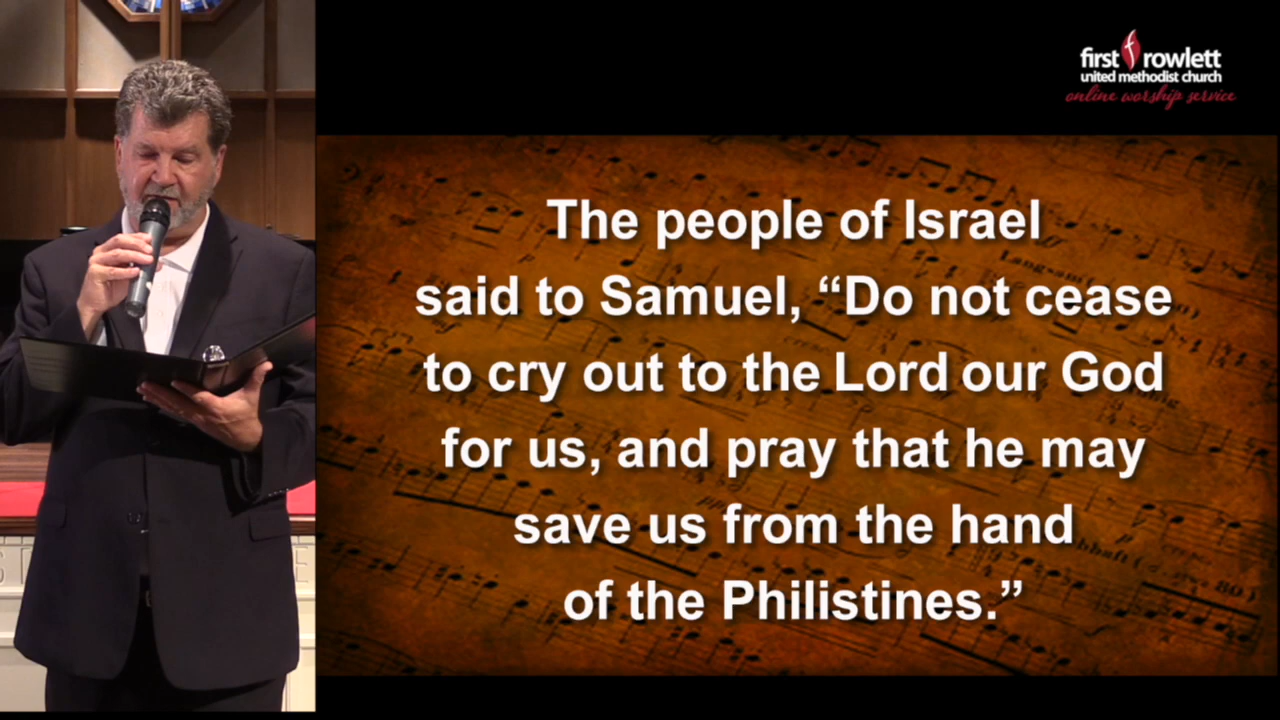 first rowlett
united methodist church
online worship service
The people of Israel
said to Samuel, “Do not cease
to cry out to the Lord our God
for us, and pray that he may
save us from the hand
of the Philistines.”